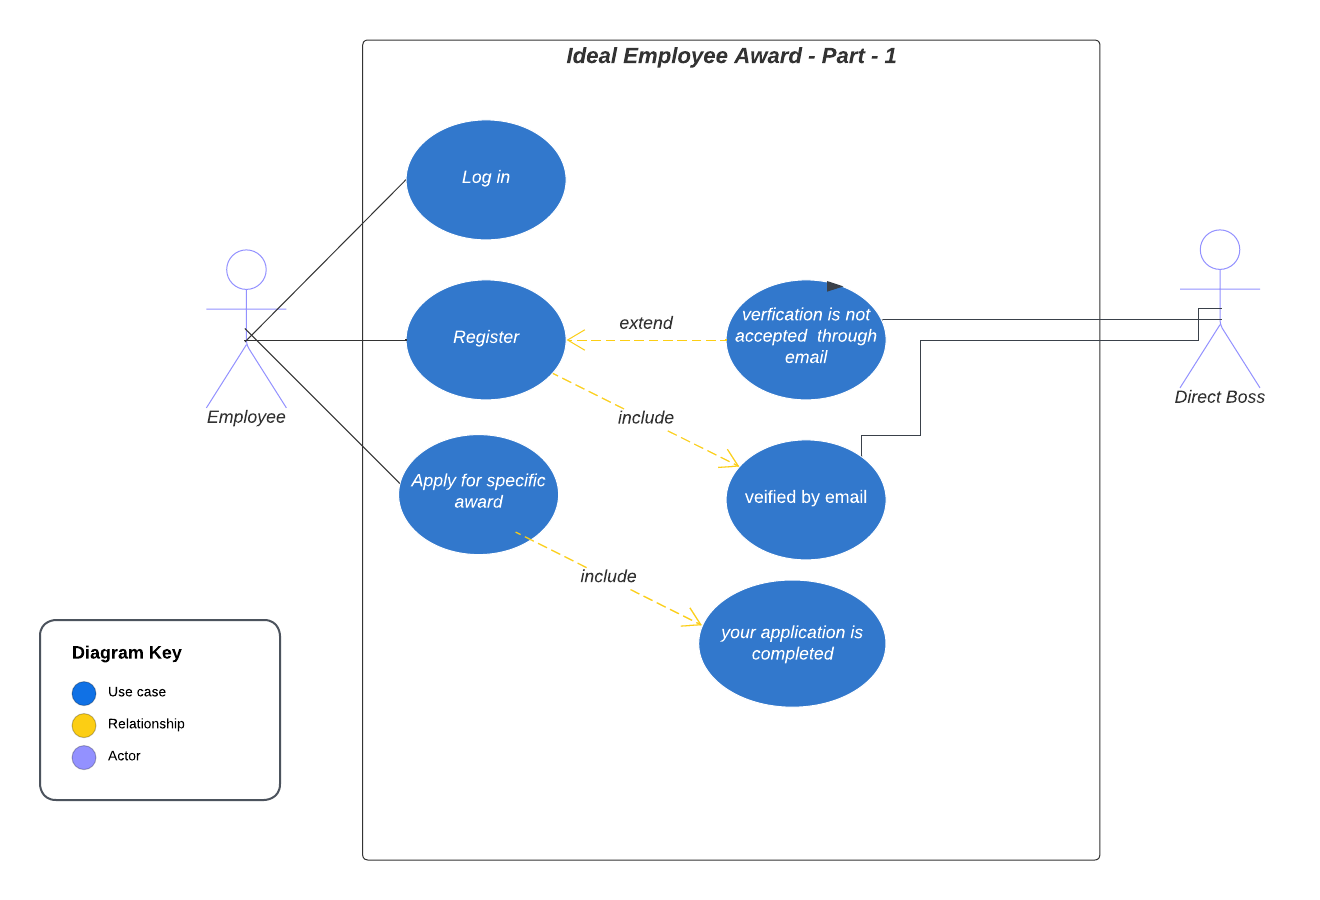 Ideal Employee Award - Part - 1
Log in
Register
extend
verfication is not
accepted  through
email
Employee
Direct Boss
include
Apply for specific
award
veified by email
include
your application is
completed
Diagram Key
Use case
Relationship
Actor